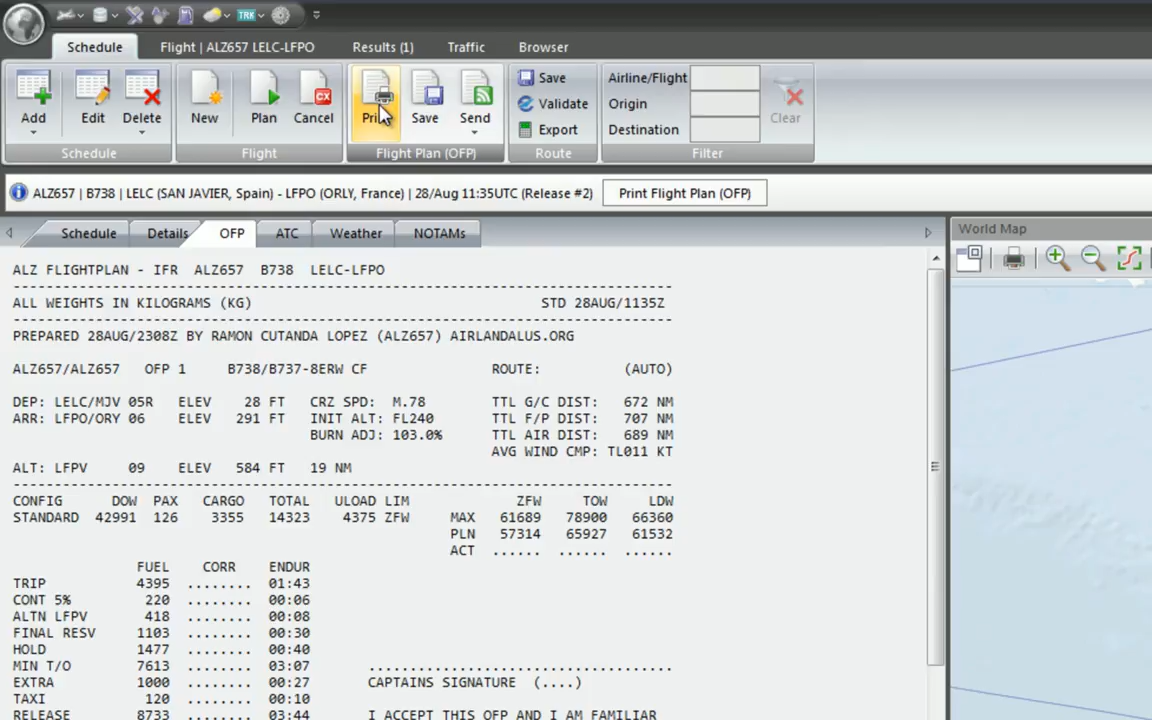 TRK
Schedule Flight | ALZ657 LELC-LFPO Results (1) Traffic Browser
Add Edit Delete New Plan Cancel CX Print Save Send Save Validate Export Airline/Flight Origin Destination Clear
Schedule Flight Flight Plan (OFP) Route Filter
ALZ657 | B738 | LELC (SAN JAVIER, Spain) - LFPO (ORLY, France) | 28/Aug 11:35UTC (Release #2) Print Flight Plan (OFP)
Schedule Details OFP ATC Weather NOTAMs
World Map
ALZ FLIGHTPLAN - IFR ALZ657 B738 LELC-LFPO
--------------------------------------------------------------------------------
ALL WEIGHTS IN KILOGRAMS (KG) STD 28AUG/1135Z
--------------------------------------------------------------------------------
PREPARED 28AUG/2308Z BY RAMON CUTANDA LOPEZ (ALZ657) AIRLANDALUS.ORG
ALZ657/ALZ657 OFP 1 B738/B737-8ERW CF ROUTE: (AUTO)
DEP: LELC/MJV 05R ELEV 28 FT CRZ SPD: M.78 TTL G/C DIST: 672 NM
ARR: LFPO/ORY 06 ELEV 291 FT INIT ALT: FL240 TTL F/P DIST: 707 NM
BURN ADJ: 103.0% TTL AIR DIST: 689 NM
AVG WIND CMP: TL011 KT
ALT: LFPV 09 ELEV 584 FT 19 NM
--------------------------------------------------------------------------------
CONFIG DOW PAX CARGO TOTAL ULOAD LIM ZFW TOW LDW
STANDARD 42991 126 3355 14323 4375 ZFW MAX 61689 78900 66360
PLN 57314 65927 61532
ACT ...... ...... ......
FUEL CORR ENDUR
TRIP 4395 ........ 01:43
CONT 5% 220 ........ 00:06
ALTN LFPV 418 ........ 00:08
FINAL RESV 1103 ........ 00:30
HOLD 1477 ........ 00:40
MIN T/O 7613 ........ 03:07 .....................................
EXTRA 1000 ........ 00:27 CAPTAINS SIGNATURE (....)
TAXI 120 ........ 00:10
RELEASE 8733 ........ 03:44 I ACCEPT THIS OFP AND I AM FAMILIAR